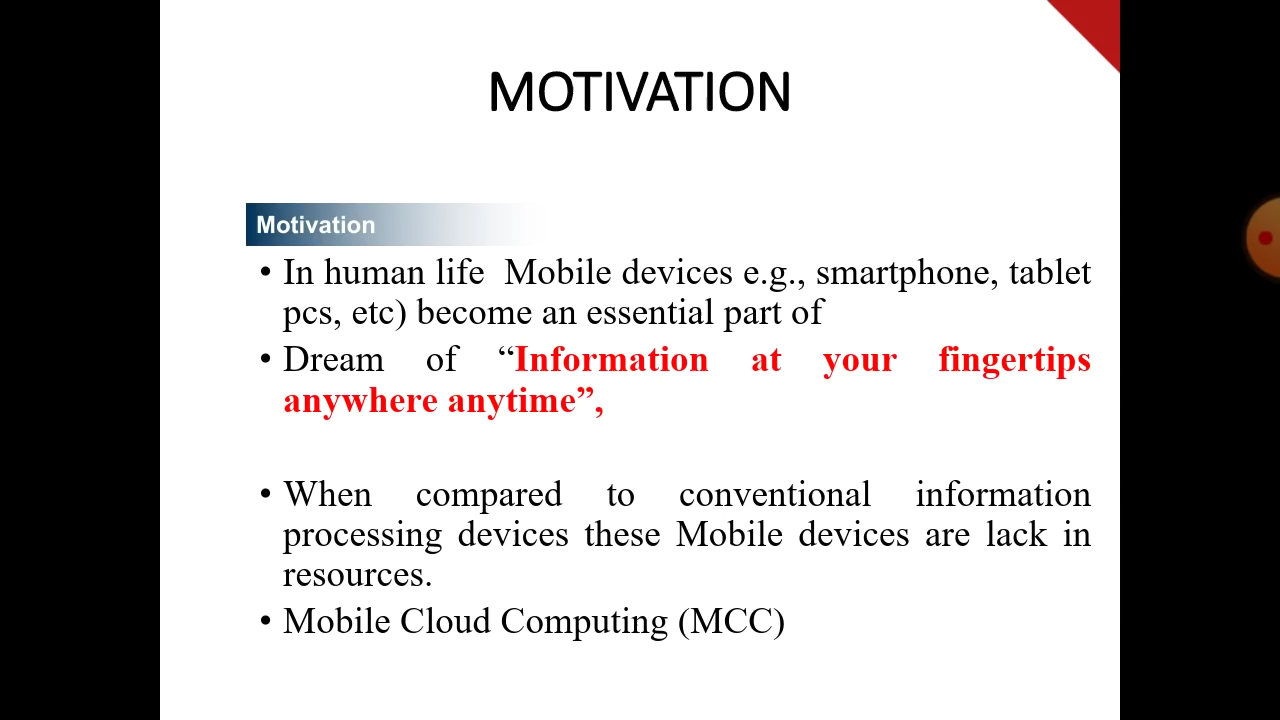 MOTIVATION
Motivation
• In human life  Mobile devices e.g., smartphone, tablet
pcs, etc) become an essential part of
• Dream of “Information at your fingertips
anywhere anytime”,
• When compared to conventional information
processing devices these Mobile devices are lack in
resources.
• Mobile Cloud Computing (MCC)